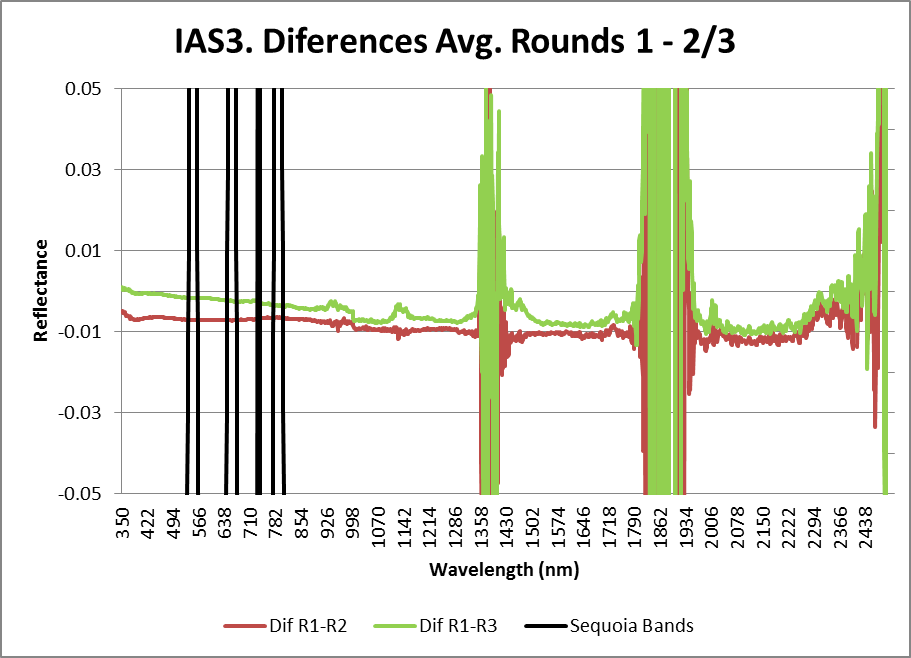 IAS3. Diferences Avg. Rounds 1 - 2/3
0.05
0.03
0.01
-0.01
-0.03
-0.05
Reflectance
350 422 494 566 638 710 782 854 926 998 1070 1142 1214 1286 1358 1430 1502 1574 1646 1718 1790 1862 1934 2006 2078 2150 2222 2294 2366 2438
Wavelength (nm)
Dif R1-R2 Dif R1-R3 Sequoia Bands